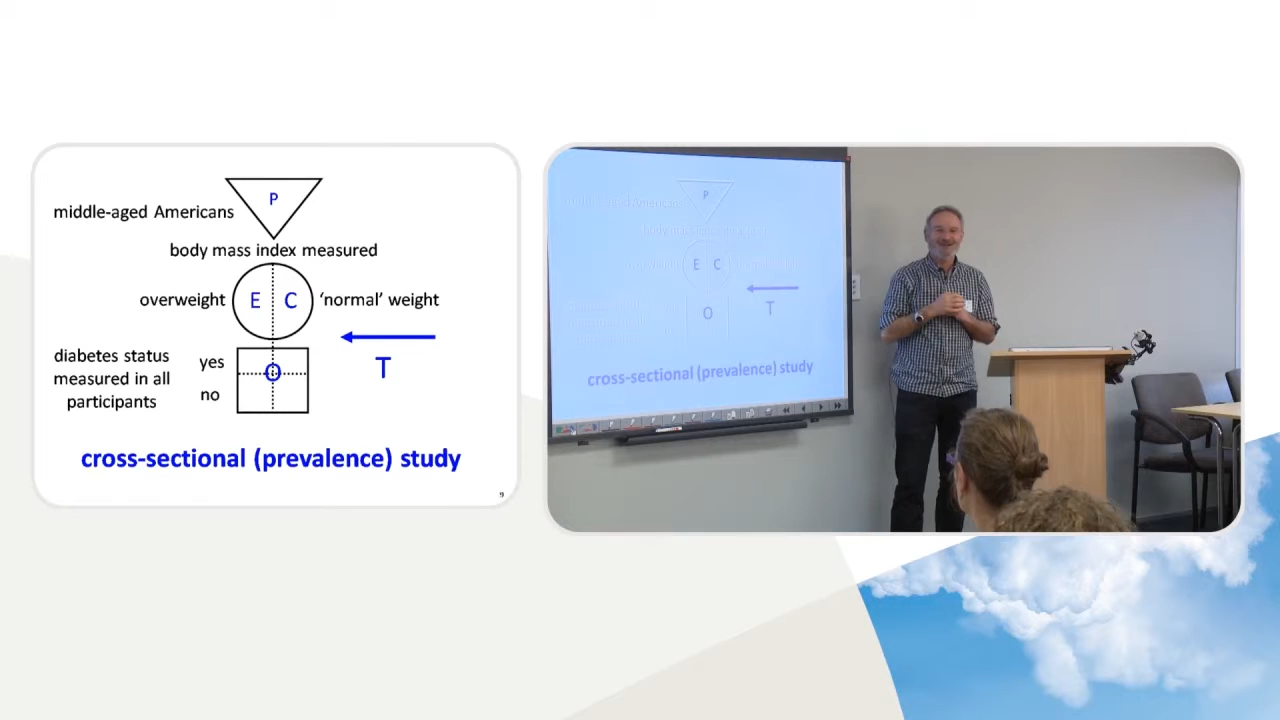 P
middle-aged Americans
body mass index measured
overweight E C ‘normal’ weight
diabetes status
measured in all
participants
yes
no
O
T
cross-sectional (prevalence) study
9
P
E C
O
T
cross-sectional (prevalence) study